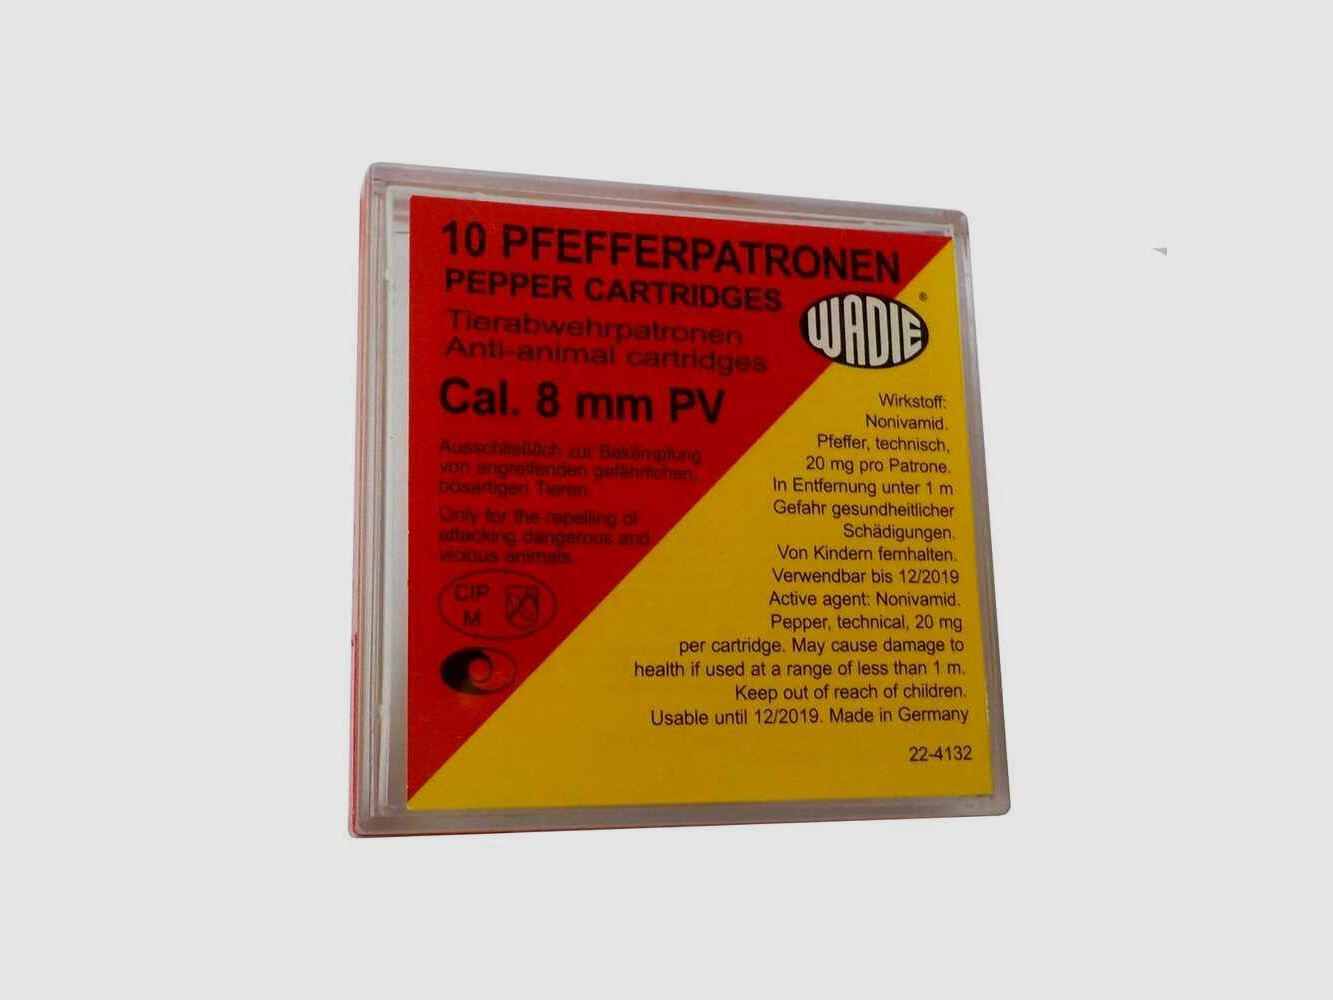 10 PFEFFERPATRONEN
PEPPER CARTRIDGES
Tierabwehrpatronen
Anti-animal cartridges
Cal. 8 mm PV
WADIE
®
Ausschließlich zur Bekämpfung
von angreifenden gefährlichen,
bösartigen Tieren.
Only for the repelling of
attacking dangerous and
vicious animals.
CIP
M
Wirkstoff:
Nonivamid.
Pfeffer, technisch,
20 mg pro Patrone.
In Entfernung unter 1 m
Gefahr gesundheitlicher
Schädigungen.
Von Kindern fernhalten.
Verwendbar bis 12/2019
Active agent: Nonivamid.
Pepper, technical, 20 mg
per cartridge. May cause damage to
health if used at a range of less than 1 m.
Keep out of reach of children.
Usable until 12/2019. Made in Germany
22-4132